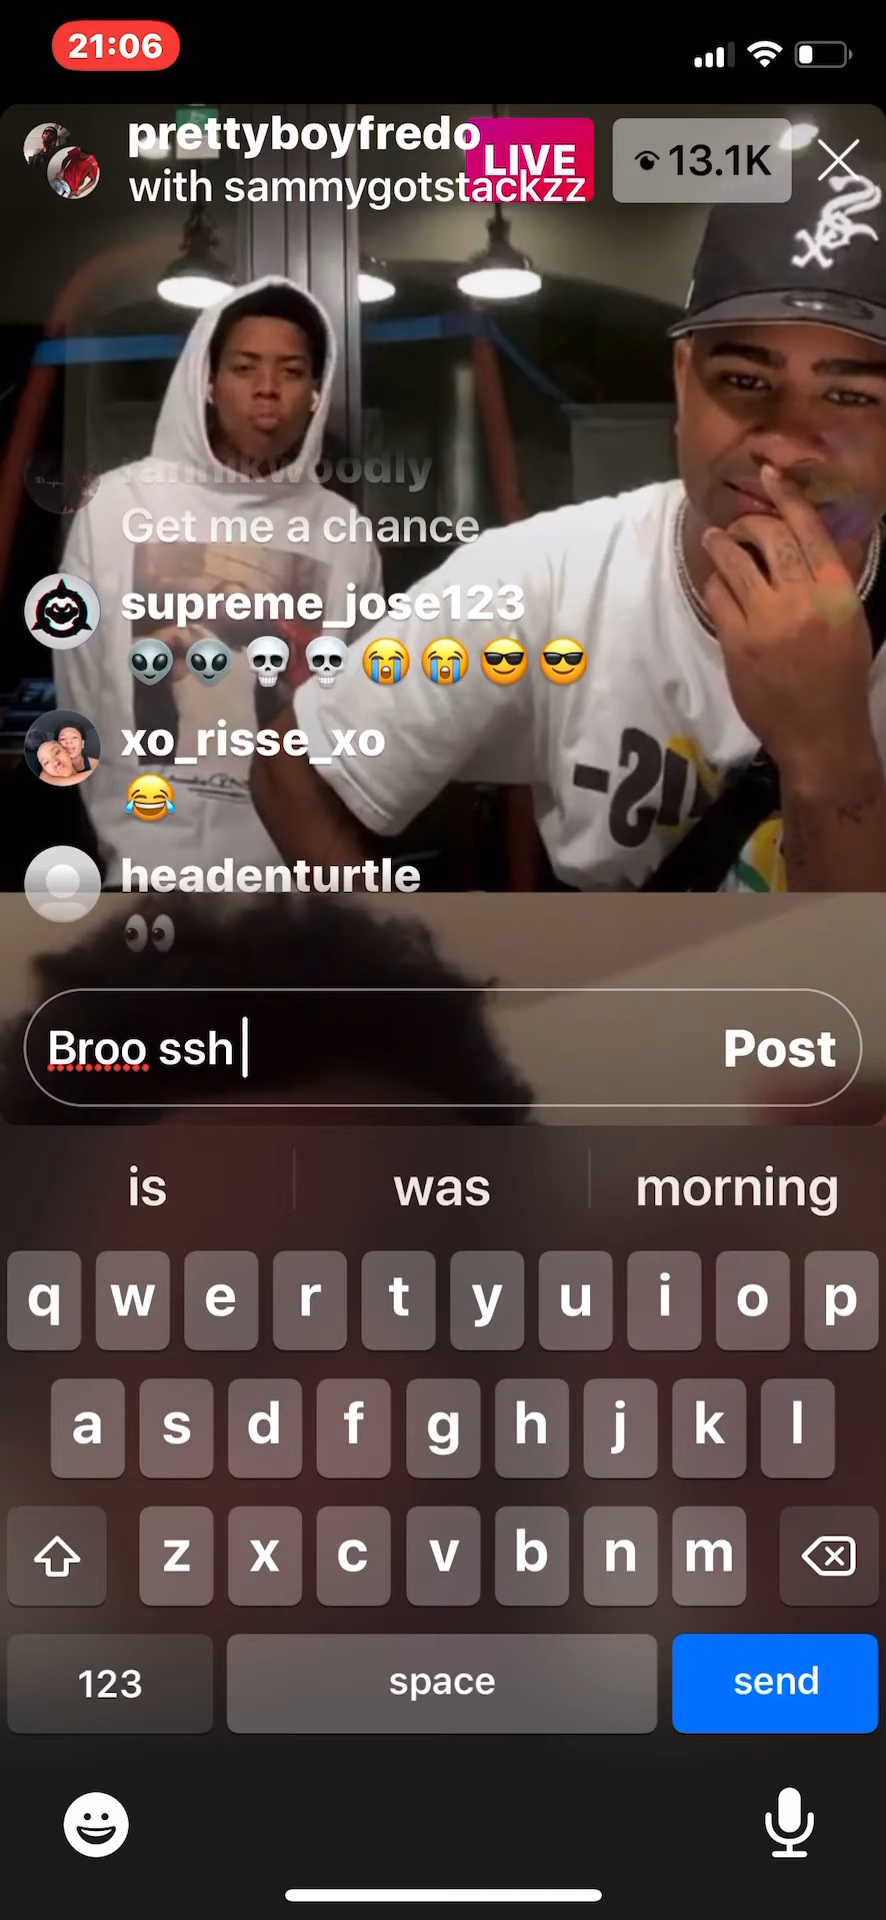 21:06
prettyboyfredo
with sammygotstackzz
LIVE
13.1K
Get me a chance
supreme_jose123
👽👽💀💀😭😭😎😎
xo_risse_xo
😂
headenturtle
👀
Broo ssh
Post
is was morning
q w e r t y u i o p
a s d f g h j k l
z x c v b n m
123 space send